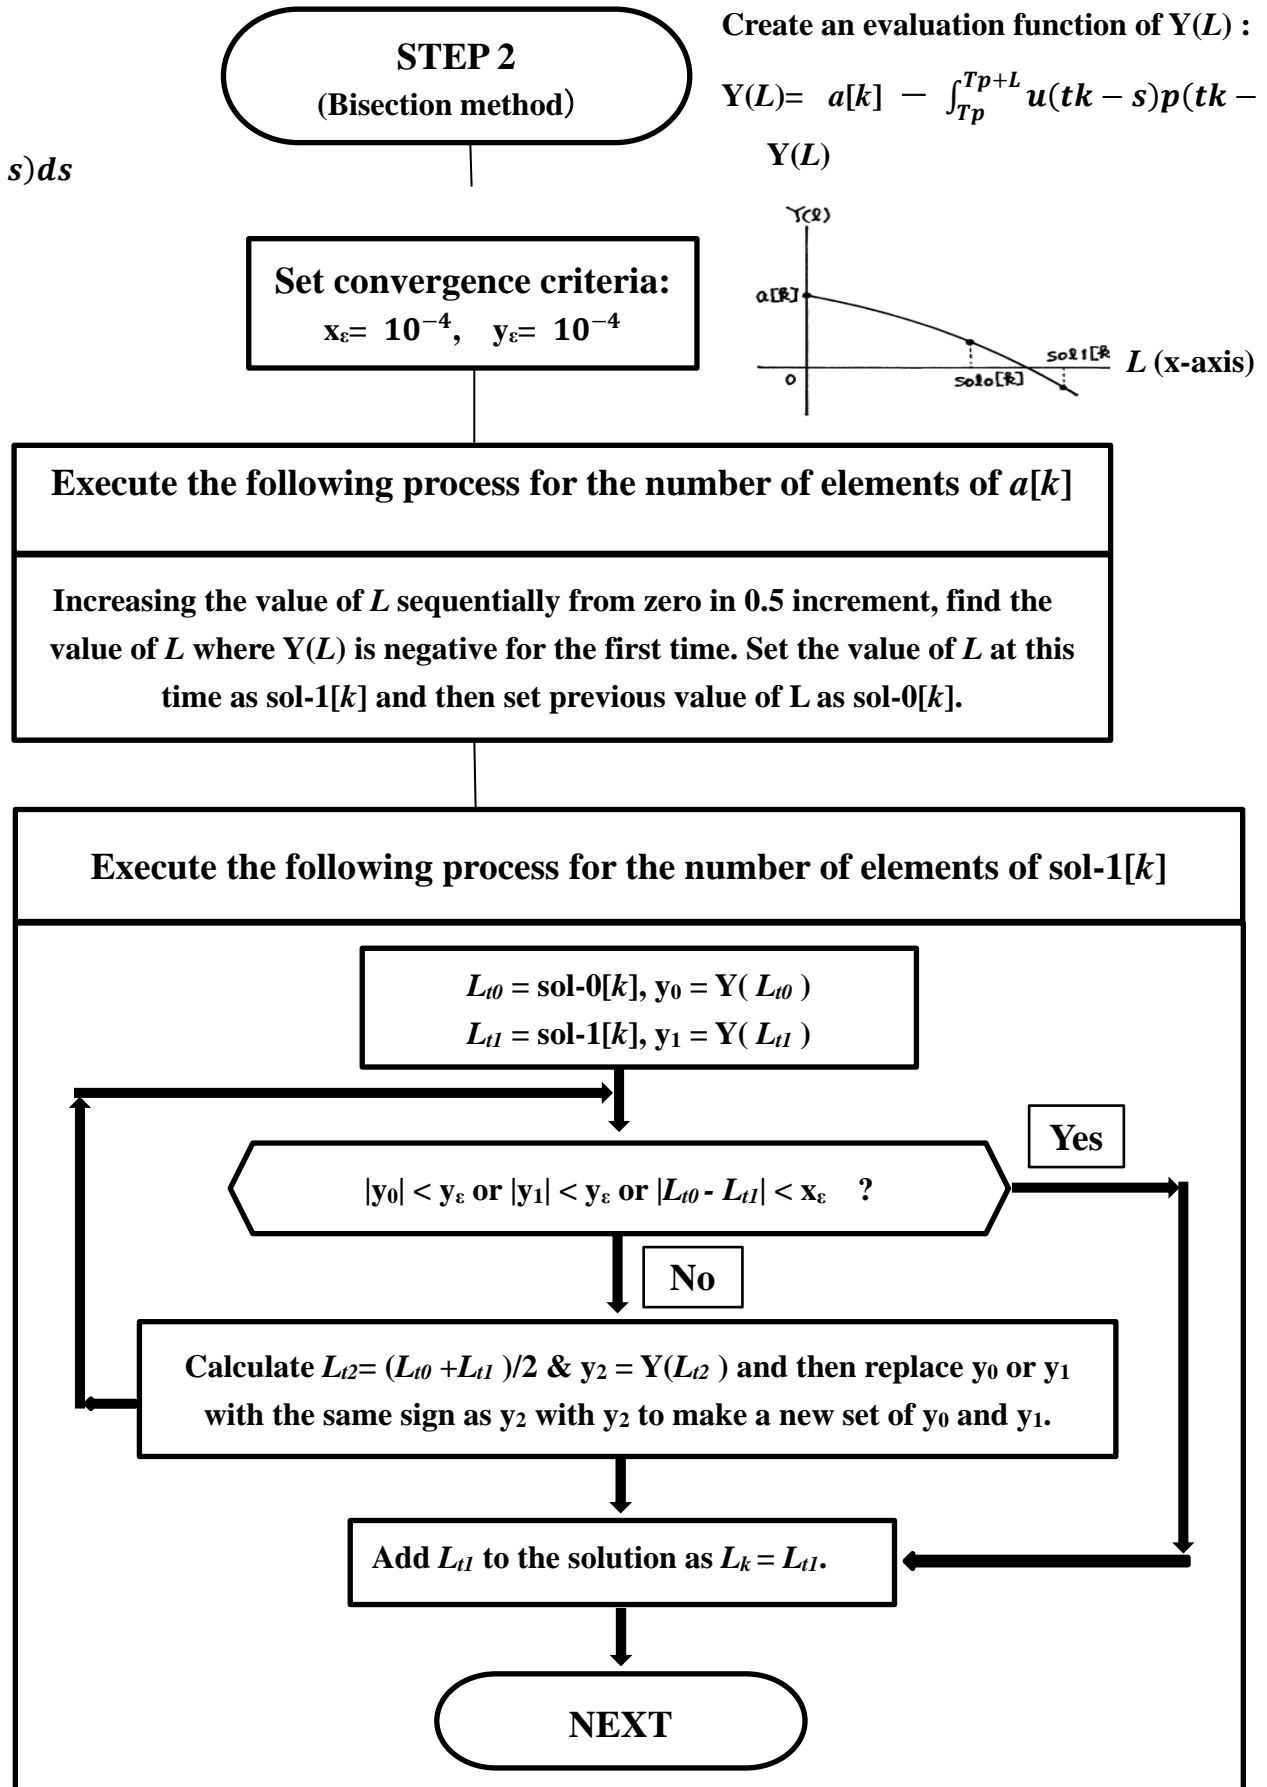 STEP 2
(Bisection method)
Create an evaluation function of Y(L) :
Y(L)= a[k] － ∫_{Tp}^{Tp+L} u(tk − s)p(tk −
s)ds
Y(L)
Y(l)
a[k]
0
sol0[k]
sol1[k
L (x-axis)
Set convergence criteria:
xε= 10⁻⁴, yε= 10⁻⁴
Execute the following process for the number of elements of a[k]
Increasing the value of L sequentially from zero in 0.5 increment, find the
value of L where Y(L) is negative for the first time. Set the value of L at this
time as sol-1[k] and then set previous value of L as sol-0[k].
Execute the following process for the number of elements of sol-1[k]
Lt0 = sol-0[k], y0 = Y( Lt0 )
Lt1 = sol-1[k], y1 = Y( Lt1 )
Yes
|y0| < yε or |y1| < yε or |Lt0 - Lt1| < xε ?
No
Calculate Lt2= (Lt0 +Lt1 )/2 & y2 = Y(Lt2 ) and then replace y0 or y1
with the same sign as y2 with y2 to make a new set of y0 and y1.
Add Lt1 to the solution as Lk = Lt1.
NEXT